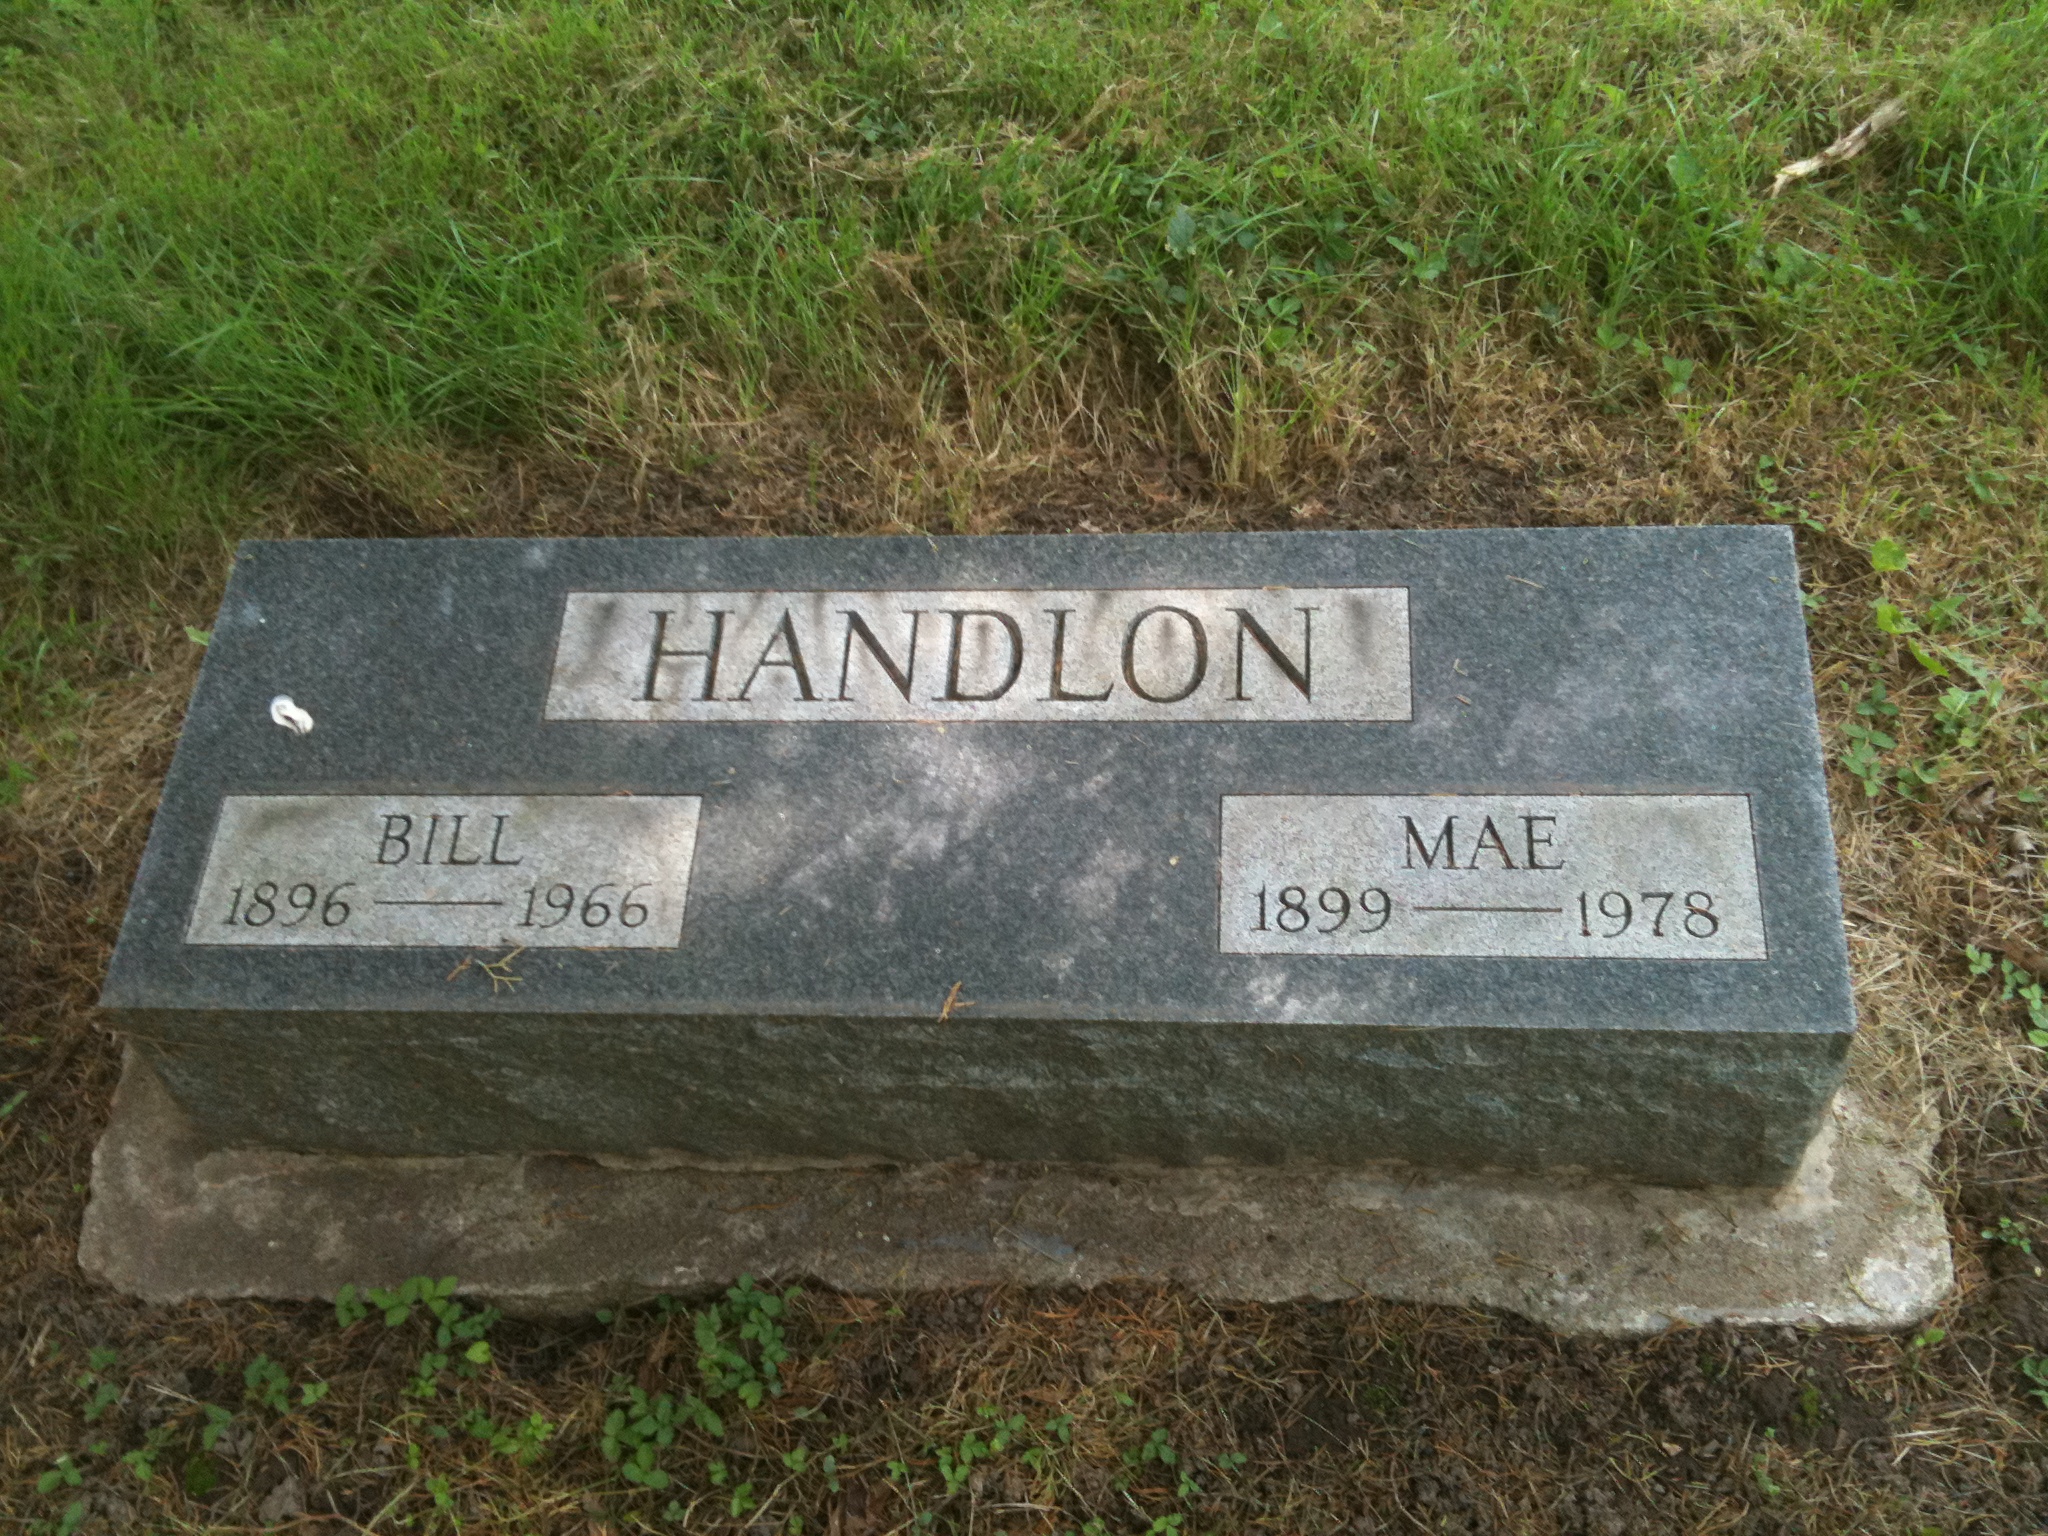 HANDLON
BILL
1896 — 1966
MAE
1899 — 1978